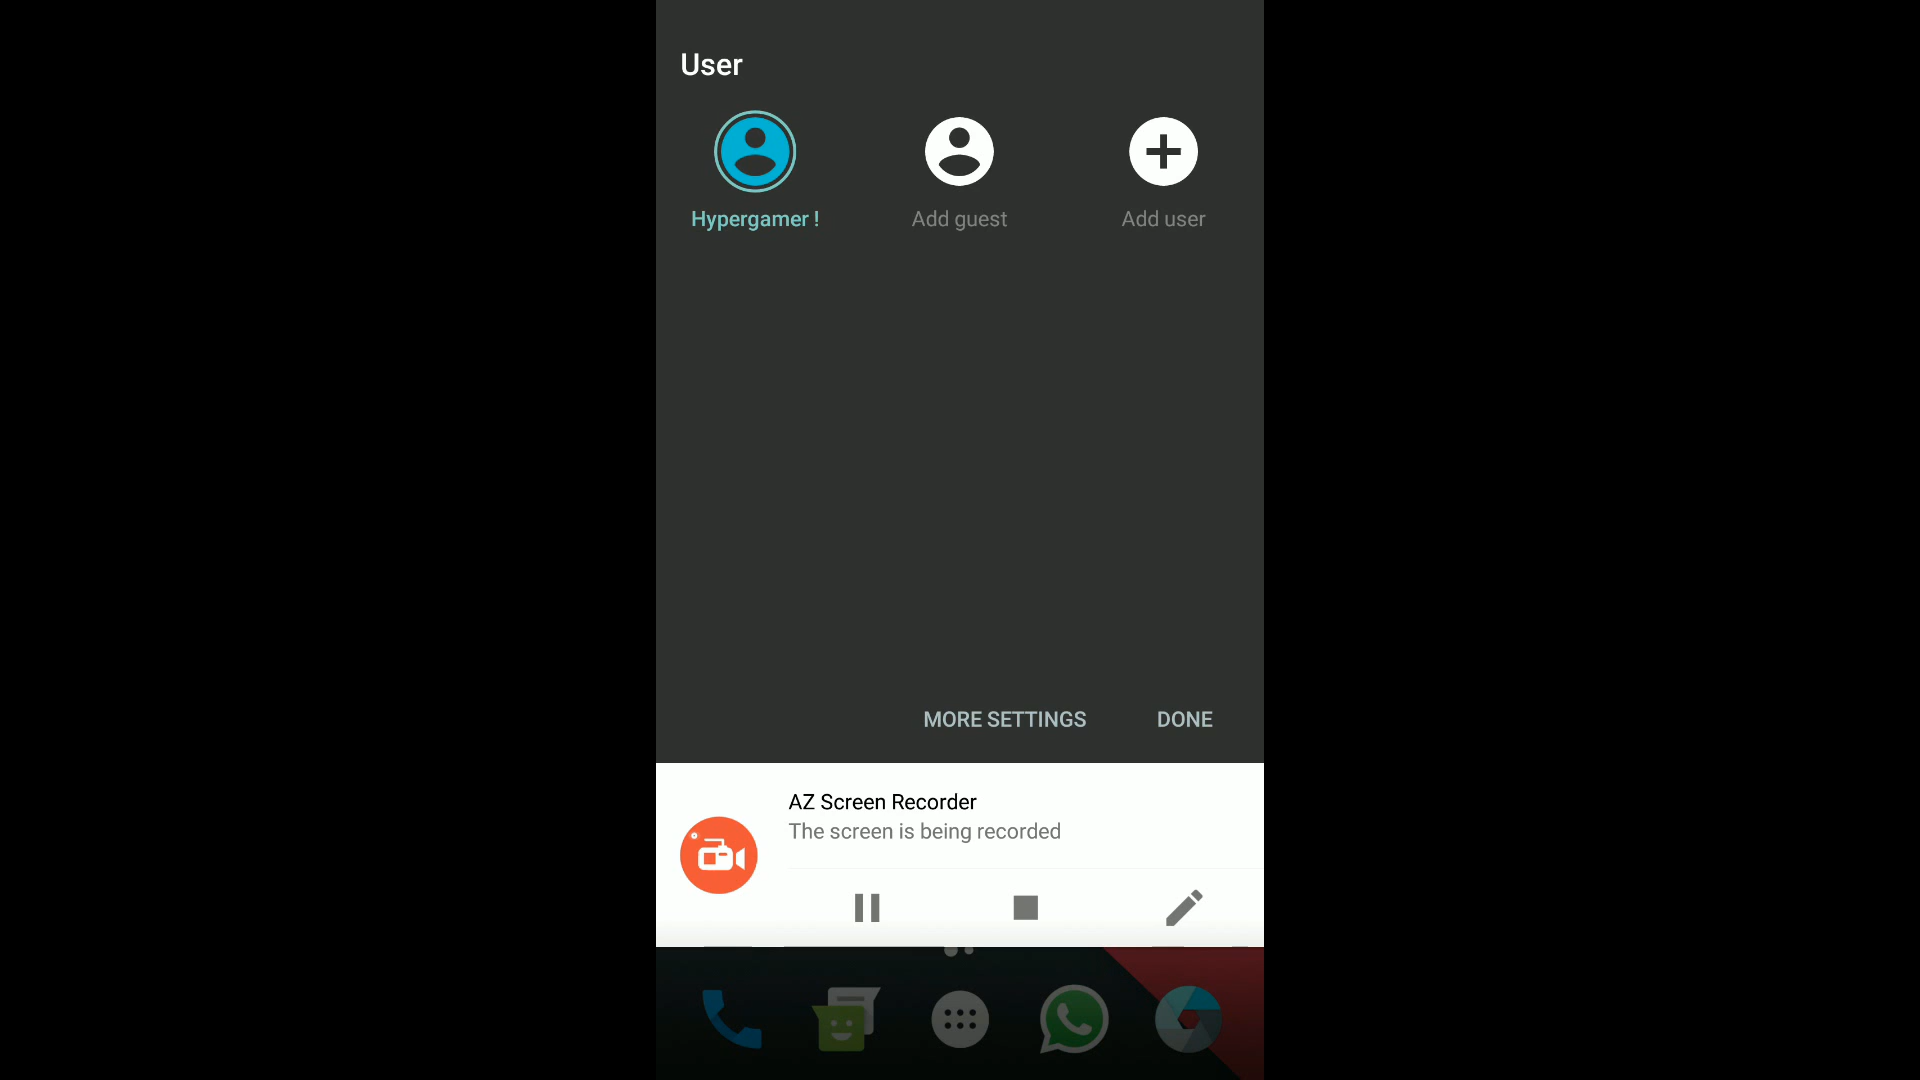 User
Hypergamer !
Add guest
Add user
MORE SETTINGS
DONE
AZ Screen Recorder
The screen is being recorded